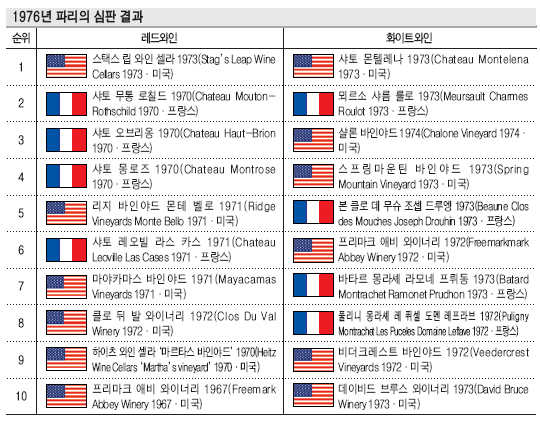 1976년 파리의 심판 결과
순위 레드와인 화이트와인
1 스택스 립 와인 셀라 1973(Stag's Leap Wine 샤토 몬텔레나 1973(Chateau Montelena
Cellars 1973 · 미국) 1973 · 미국)
2 샤토 무통 로칠드 1970(Chateau Mouton- 뫼르소 샤름 룰로 1973(Meursault Charmes
Rothschild 1970 · 프랑스) Roulot 1973 · 프랑스)
3 샤토 오브리옹 1970(Chateau Haut-Brion 샬론 바인야드 1974(Chalone Vineyard 1974 ·
1970 · 프랑스) 미국)
4 샤토 몽로즈 1970(Chateau Montrose 스프링마운틴 바인야드 1973(Spring
1970 · 프랑스) Mountain Vineyard 1973 · 미국)
5 리지 바인야드 몬테 벨로 1971(Ridge 본 클로 데 무슈 조셉 드루엥 1973(Beaune Clos
Vineyards Monte Bello 1971 · 미국) des Mouches Joseph Drouhin 1973 · 프랑스)
6 샤토 레오빌 라스 카스 1971(Chateau 프리마크 애비 와이너리 1972(Freemarkmark
Leoville Las Cases 1971 · 프랑스) Abbey Winery 1972 · 미국)
7 마야카마스 바인야드 1971(Mayacamas 바타르 몽라셰 라모네 프뤼동 1973(Batard
Vineyards 1971 · 미국) Montrachet Ramonet Prudhon 1973 · 프랑스)
8 클로 뒤 발 와이너리 1972(Clos Du Val 퓰리니 몽라셰 레 퓌셀 도멘 레프라브 1972(Puligny
Winery 1972 · 미국) Montrachet Les Puceles Domaine Leflave 1972 · 프랑스)
9 하이츠 와인 셀라 '마르타스 바인야드' 1970(Heitz 비더크레스트 바인야드 1972(Veedercrest
Wine Cellars 'Martha's vineyard' 1970 · 미국) Vineyards 1972 · 미국)
10 프리마크 애비 와이너리 1967(Freemark 데이비드 브루스 와이너리 1973(David Bruce
Abbey Winery 1967 · 미국) Winery 1973 · 미국)